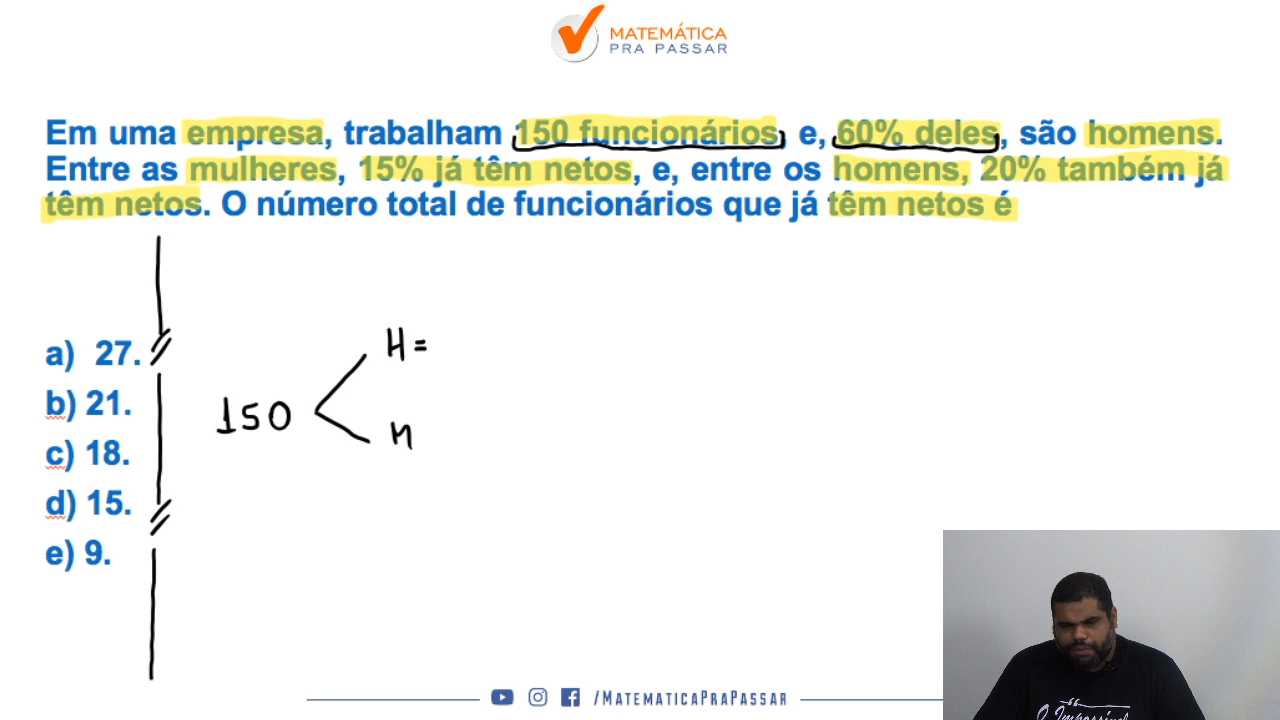 MATEMÁTICA
PRA PASSAR
Em uma empresa, trabalham 150 funcionários, e, 60% deles, são homens.
Entre as mulheres, 15% já têm netos, e, entre os homens, 20% também já
têm netos. O número total de funcionários que já têm netos é
a) 27.
b) 21.
c) 18.
d) 15.
e) 9.
H =
150
M
/MATEMATICAPRAPASSAR
“
O Impossível